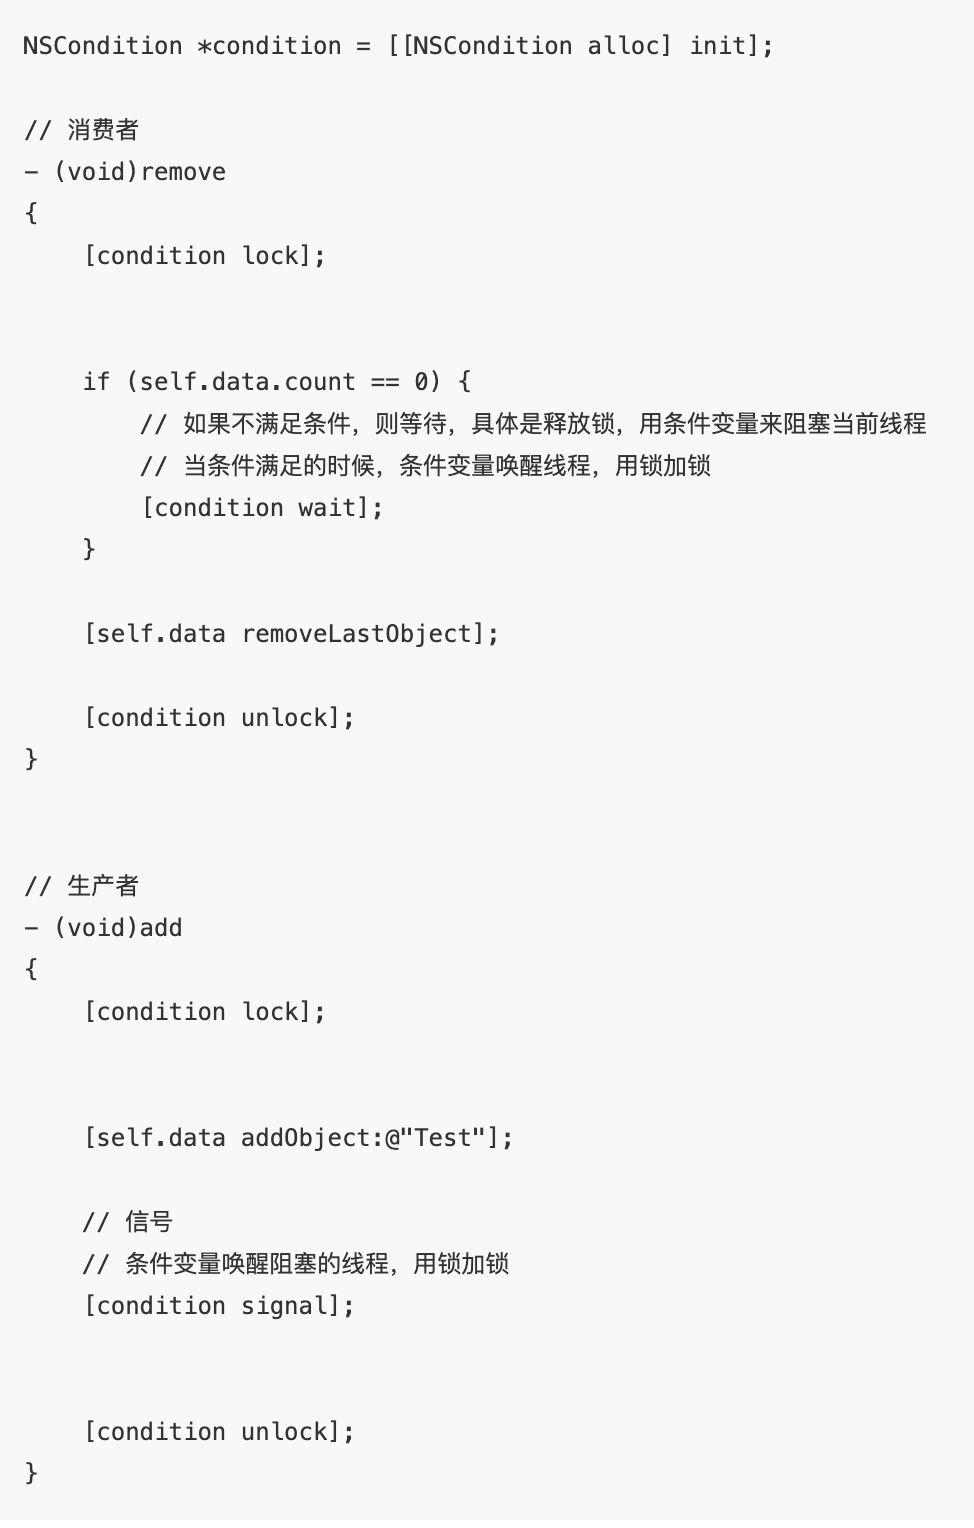 NSCondition *condition = [[NSCondition alloc] init];
// 消费者
- (void)remove
{
    [condition lock];
    if (self.data.count == 0) {
        // 如果不满足条件，则等待，具体是释放锁，用条件变量来阻塞当前线程
        // 当条件满足的时候，条件变量唤醒线程，用锁加锁
        [condition wait];
    }
    [self.data removeLastObject];
    [condition unlock];
}
// 生产者
- (void)add
{
    [condition lock];
    [self.data addObject:@"Test"];
    // 信号
    // 条件变量唤醒阻塞的线程，用锁加锁
    [condition signal];
    [condition unlock];
}